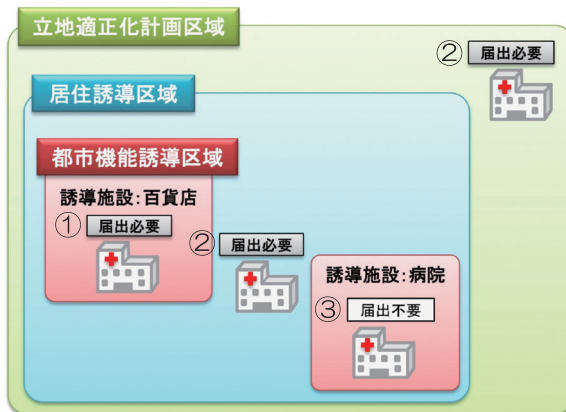 立地適正化計画区域
② 届出必要
居住誘導区域
都市機能誘導区域
誘導施設:百貨店
① 届出必要
② 届出必要
誘導施設:病院
③ 届出不要